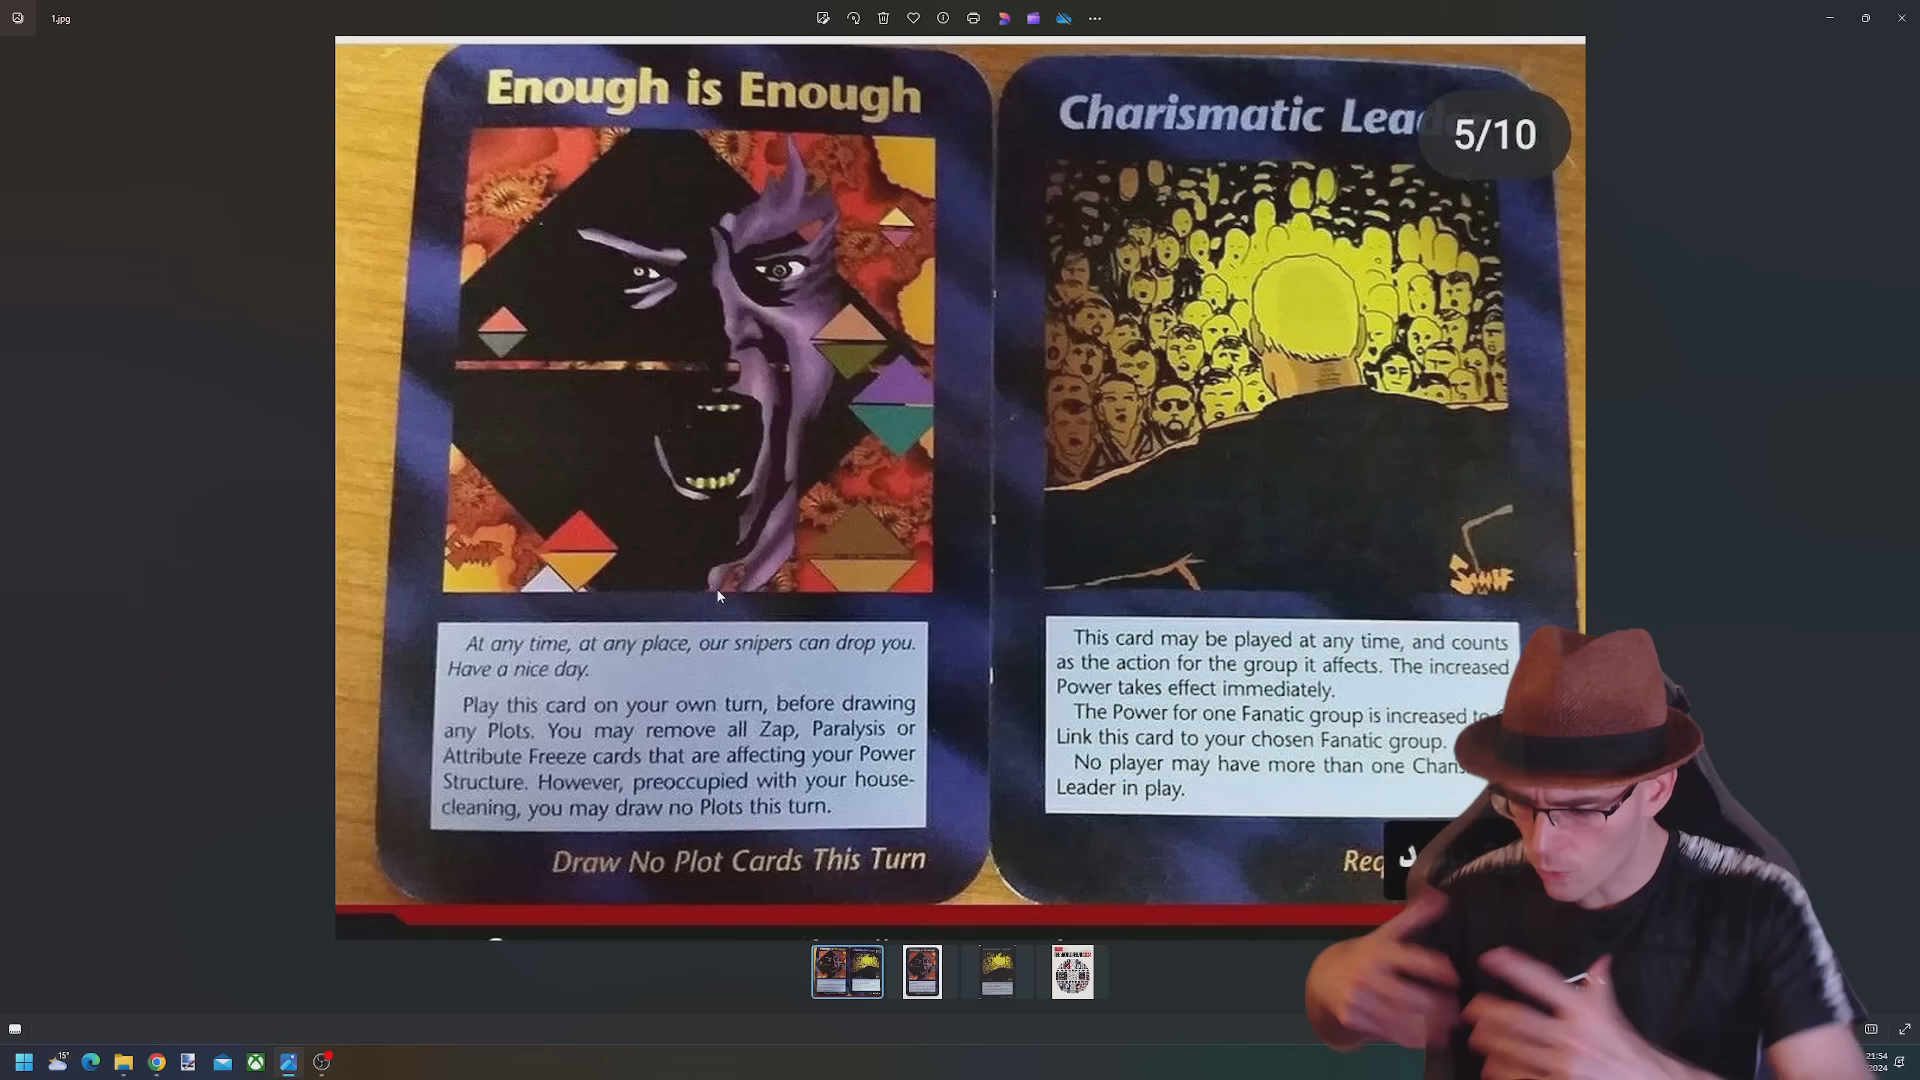 1.jpg
Enough is Enough
Charismatic Lea
5/10
At any time, at any place, our snipers can drop you.
Have a nice day.
Play this card on your own turn, before drawing
any Plots. You may remove all Zap, Paralysis or
Attribute Freeze cards that are affecting your Power
Structure. However, preoccupied with your house-
cleaning, you may draw no Plots this turn.
Draw No Plot Cards This Turn
This card may be played at any time, and counts
as the action for the group it affects. The increased
Power takes effect immediately.
The Power for one Fanatic group is increased to
Link this card to your chosen Fanatic group.
No player may have more than one
Leader in play.
15°
21:54
2024